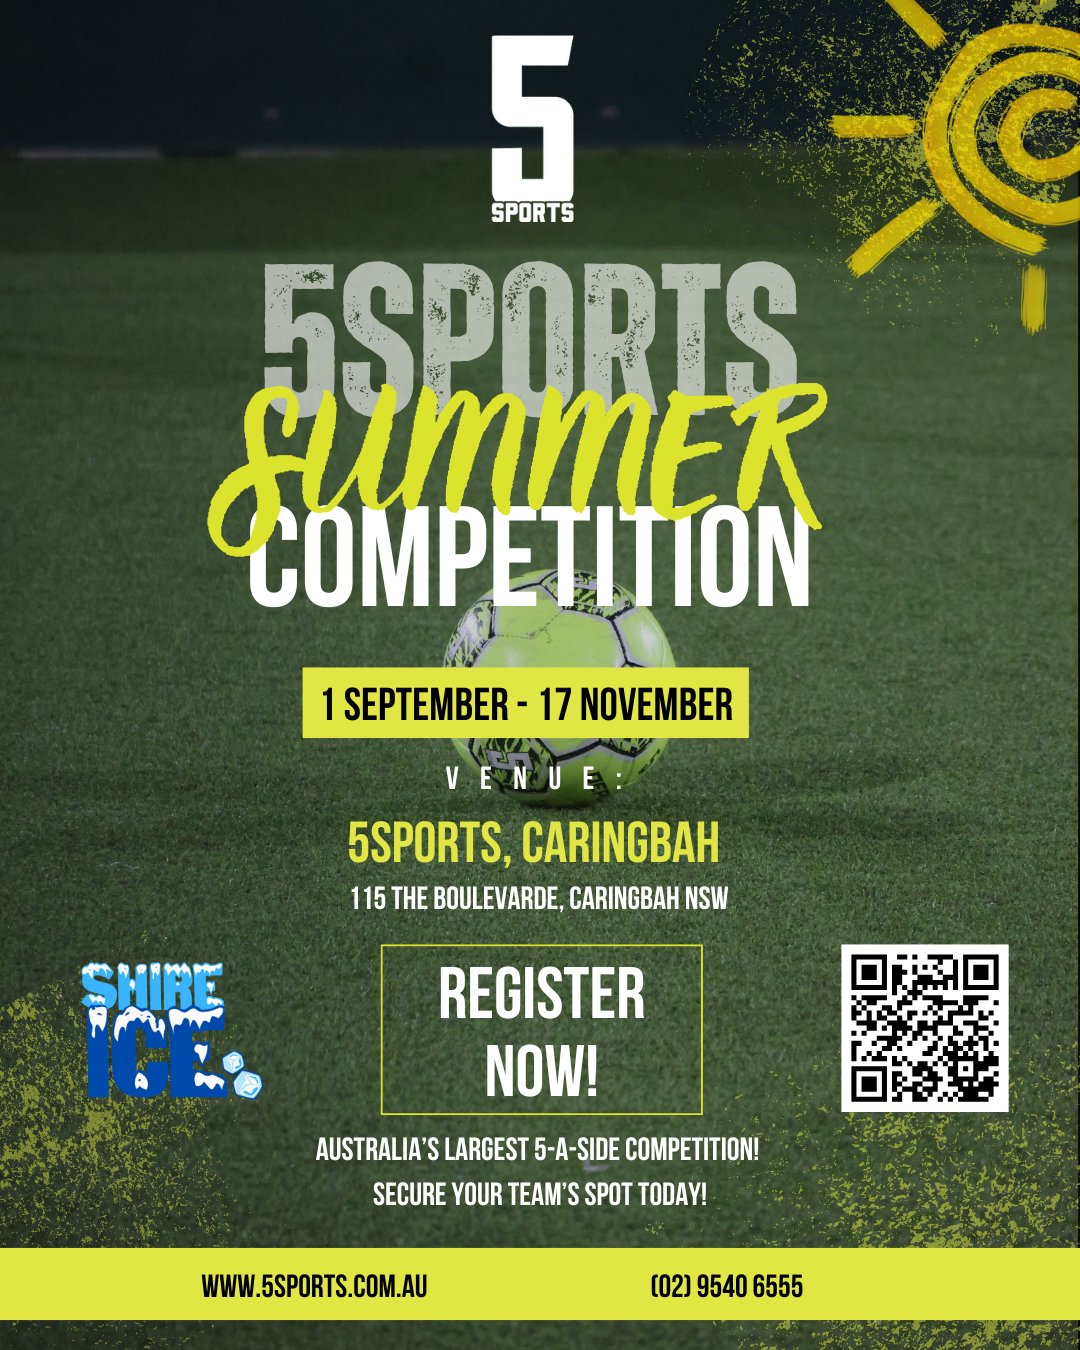 5
SPORTS
5SPORTS
SUMMER
COMPETITION
1 SEPTEMBER - 17 NOVEMBER
VENUE:
5SPORTS, CARINGBAH
115 THE BOULEVARDE, CARINGBAH NSW
SHIRE
ICE
REGISTER
NOW!
AUSTRALIA'S LARGEST 5-A-SIDE COMPETITION!
SECURE YOUR TEAM'S SPOT TODAY!
WWW.5SPORTS.COM.AU
(02) 9540 6555